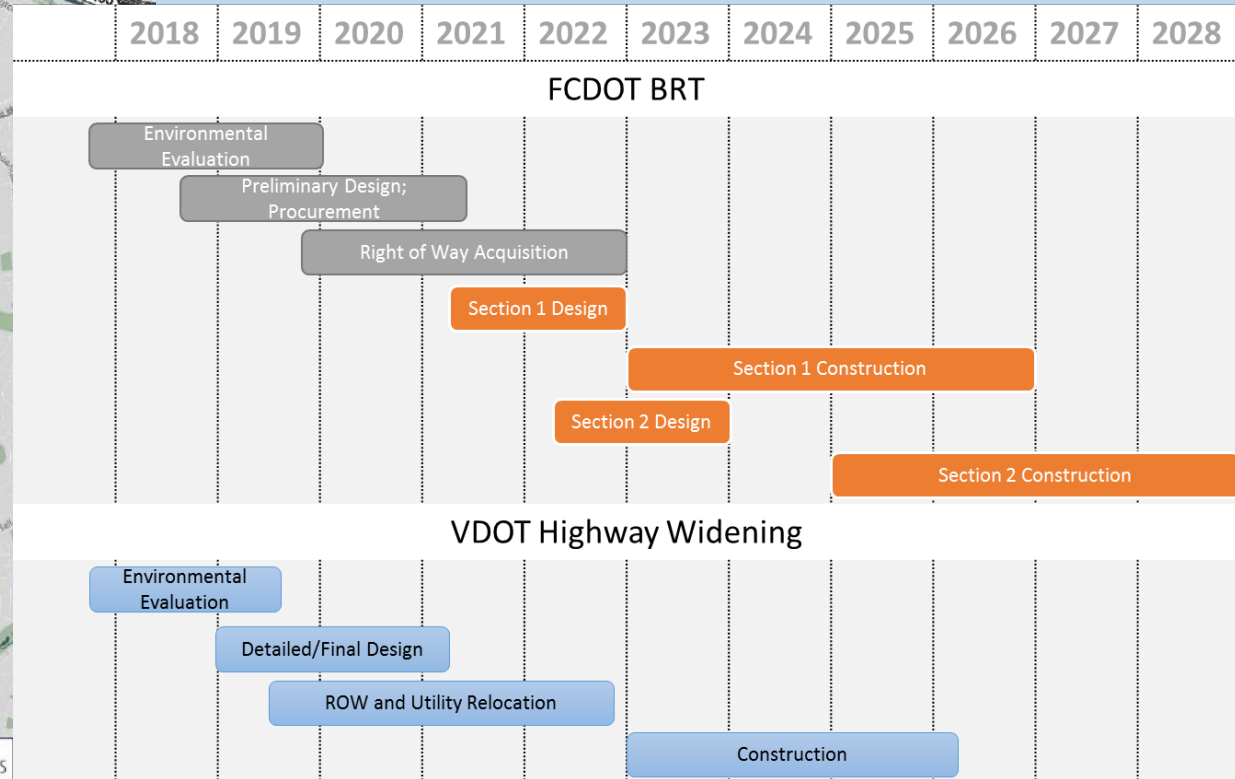 2018 2019 2020 2021 2022 2023 2024 2025 2026 2027 2028
FCDOT BRT
Environmental
Evaluation
Preliminary Design;
Procurement
Right of Way Acquisition
Section 1 Design
Section 1 Construction
Section 2 Design
Section 2 Construction
VDOT Highway Widening
Environmental
Evaluation
Detailed/Final Design
ROW and Utility Relocation
Construction